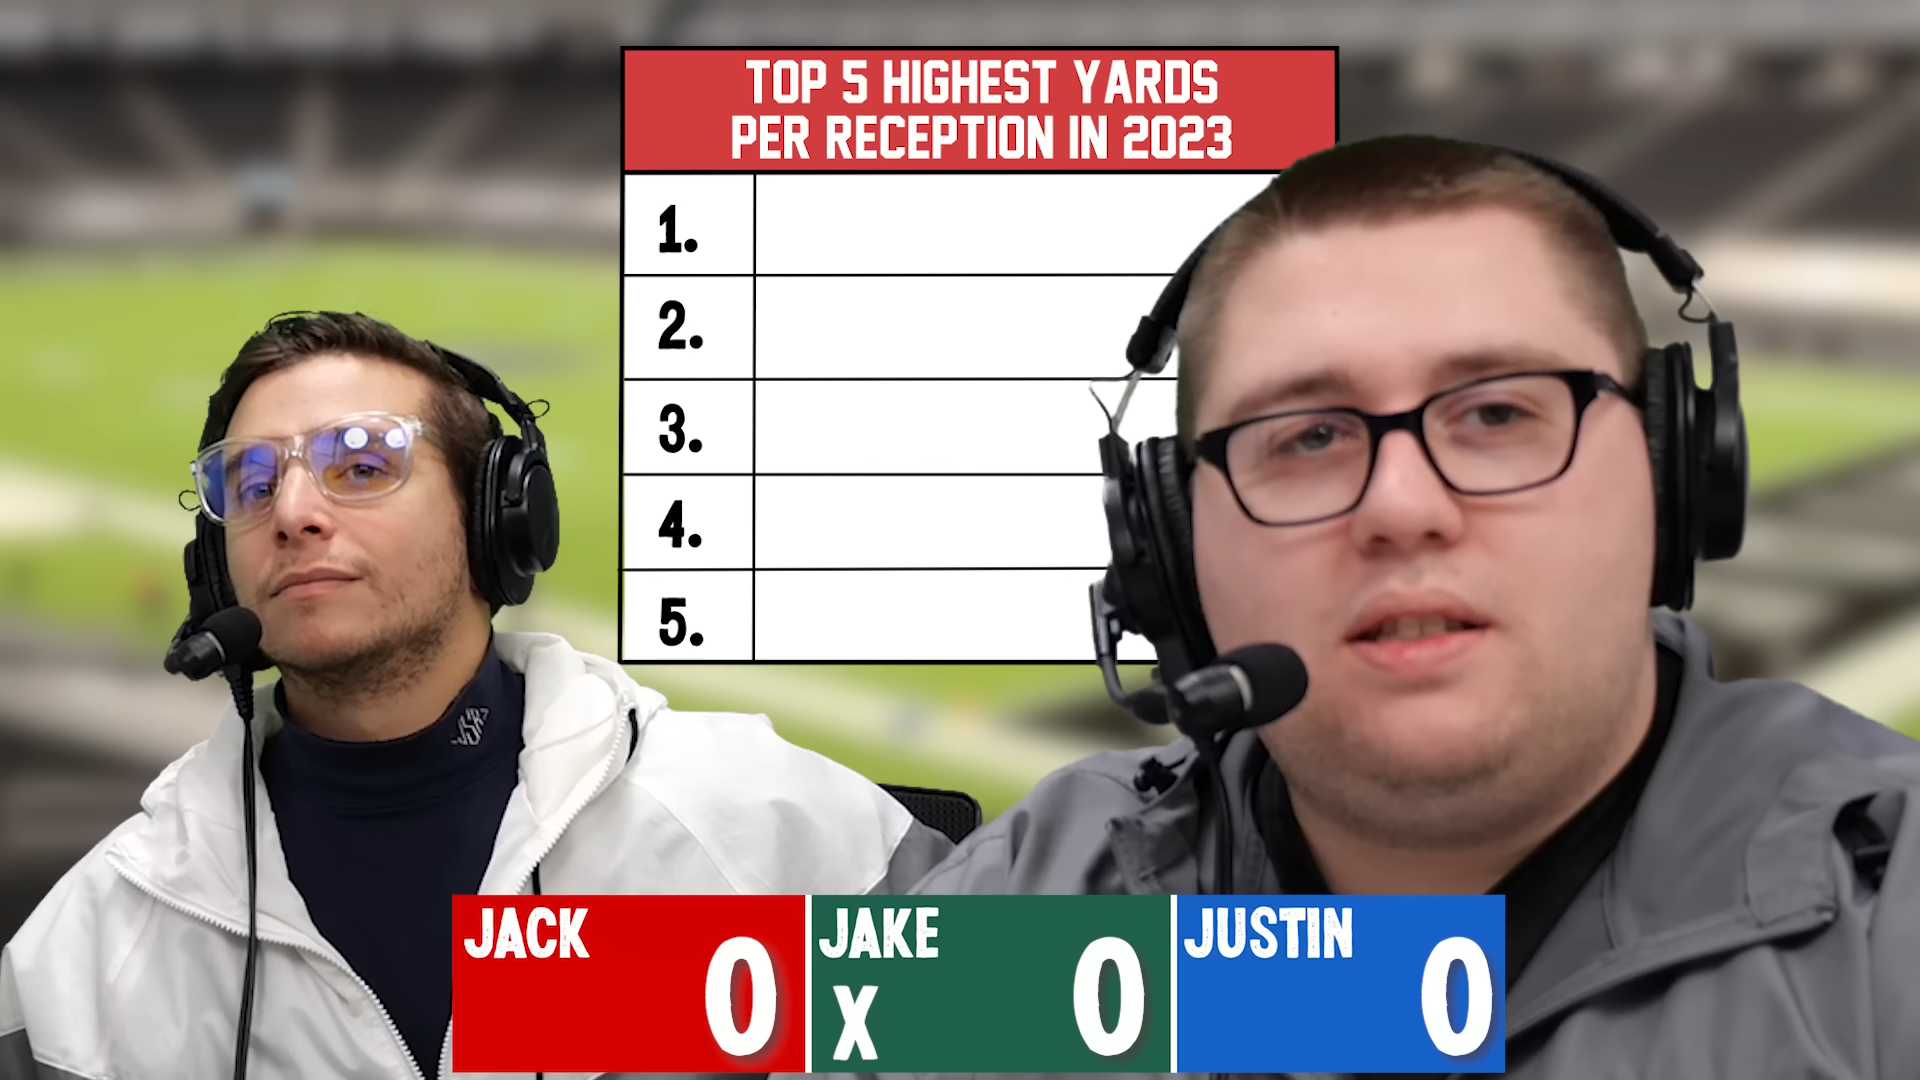 TOP 5 HIGHEST YARDS
PER RECEPTION IN 2023
1.
2.
3.
4.
5.
JACK
0
JAKE
X
0
JUSTIN
0